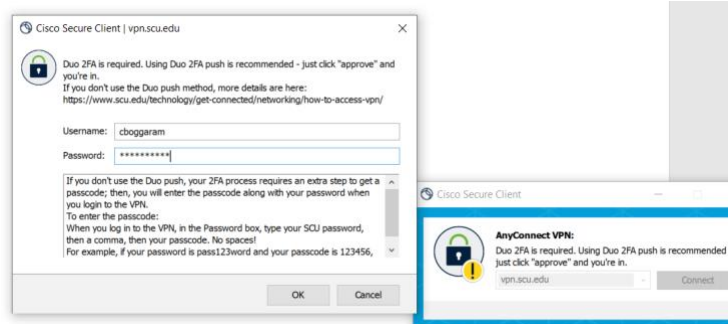 Cisco Secure Client | vpn.scu.edu
Duo 2FA is required. Using Duo 2FA push is recommended - just click "approve" and
you're in.
If you don't use the Duo push method, more details are here:
https://www.scu.edu/technology/get-connected/networking/how-to-access-vpn/
Username: cboggaram
Password: **********
If you don't use the Duo push, your 2FA process requires an extra step to get a
passcode; then, you will enter the passcode along with your password when
you login to the VPN.
To enter the passcode:
When you log in to the VPN, in the Password box, type your SCU password,
then a comma, then your passcode. No spaces!
For example, if your password is pass123word and your passcode is 123456,
OK Cancel
Cisco Secure Client
AnyConnect VPN:
Duo 2FA is required. Using Duo 2FA push is recommended
just click "approve" and you're in.
vpn.scu.edu Connect